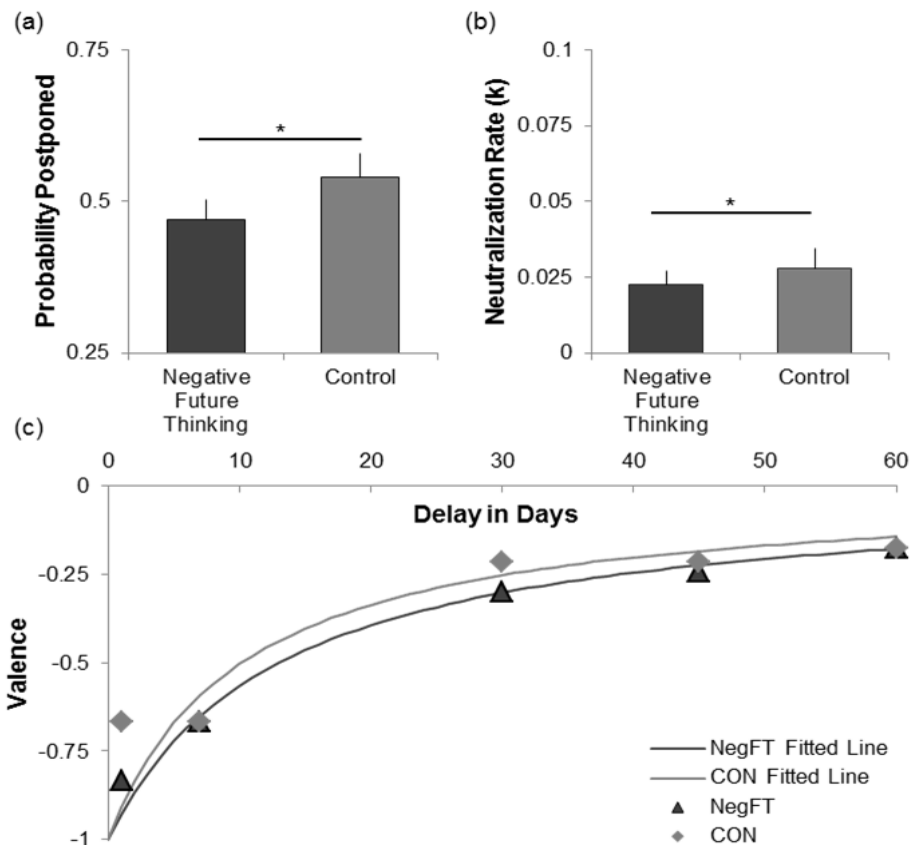 (a)
0.75
0.5
0.25
Probability Postponed
*
Negative
Future
Thinking
Control
(b)
0.1
0.075
0.05
0.025
0
Neutralization Rate (k)
*
Negative
Future
Thinking
Control
(c)
0 10 20 30 40 50 60
Delay in Days
0
-0.25
-0.5
-0.75
-1
Valence
NegFT Fitted Line
CON Fitted Line
NegFT
CON